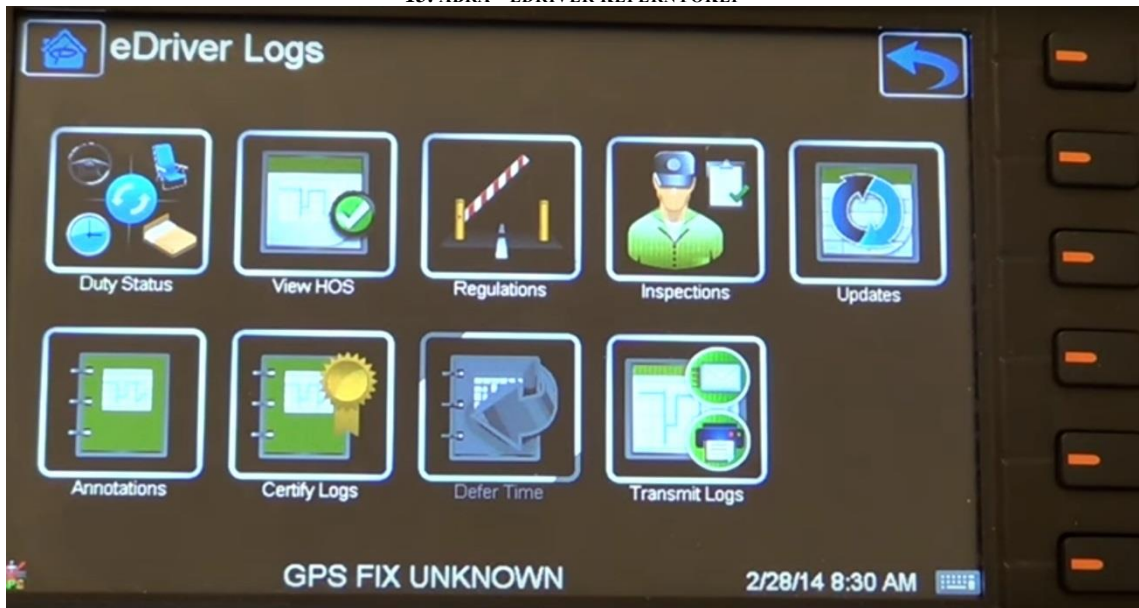 eDriver Logs
Duty Status View HOS Regulations Inspections Updates
Annotations Certify Logs Defer Time Transmit Logs
GPS FIX UNKNOWN 2/28/14 8:30 AM